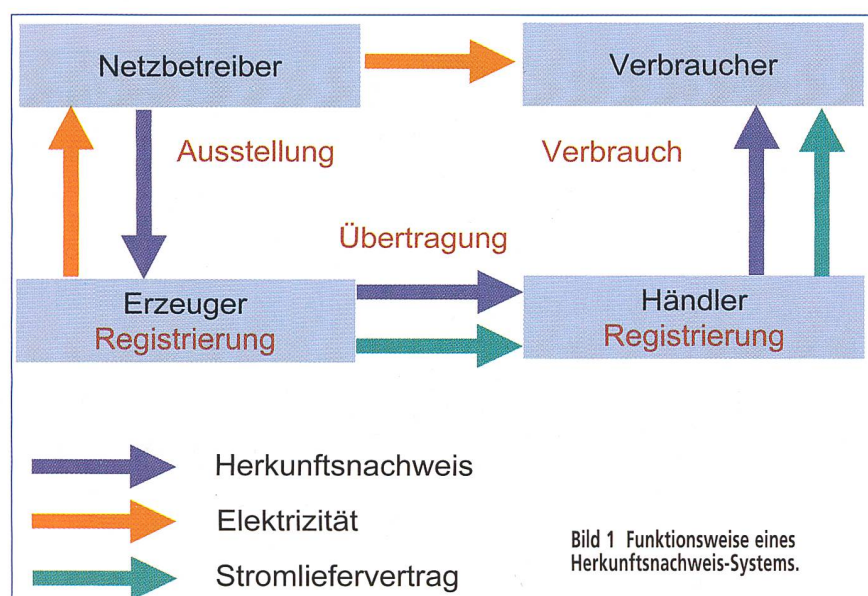 Netzbetreiber
Verbraucher
Ausstellung
Verbrauch
Übertragung
Erzeuger
Registrierung
Händler
Registrierung
Herkunftsnachweis
Elektrizität
Stromliefervertrag
Bild 1 Funktionsweise eines
Herkunftsnachweis-Systems.